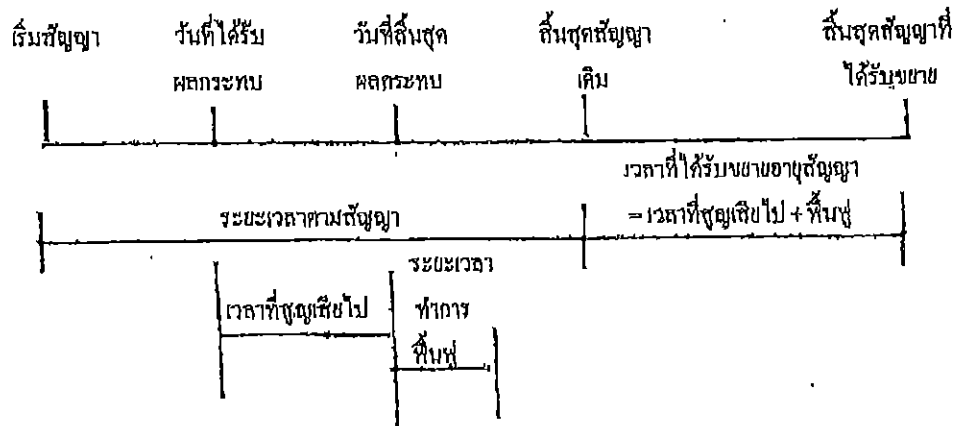 เริ่มสัญญา วันที่ได้รับ วันที่สิ้นสุด สิ้นสุดสัญญา สิ้นสุดสัญญาที่
ผลกระทบ ผลกระทบ เดิม ได้รับขยาย
เวลาที่ได้รับขยายอายุสัญญา
ระยะเวลาตามสัญญา =เวลาที่สูญเสียไป + ฟื้นฟู
ระยะเวลา
เวลาที่สูญเสียไป ทำการ
ฟื้นฟู